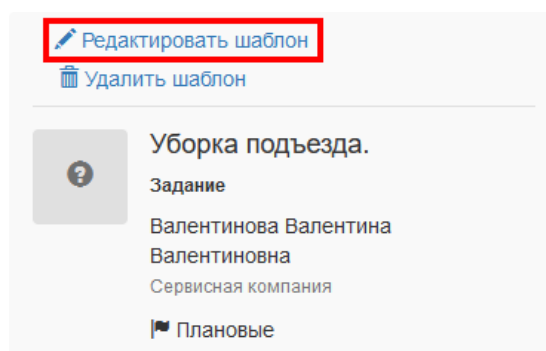 Редактировать шаблон
Удалить шаблон
Уборка подъезда.
Задание
Валентинова Валентина
Валентиновна
Сервисная компания
Плановые